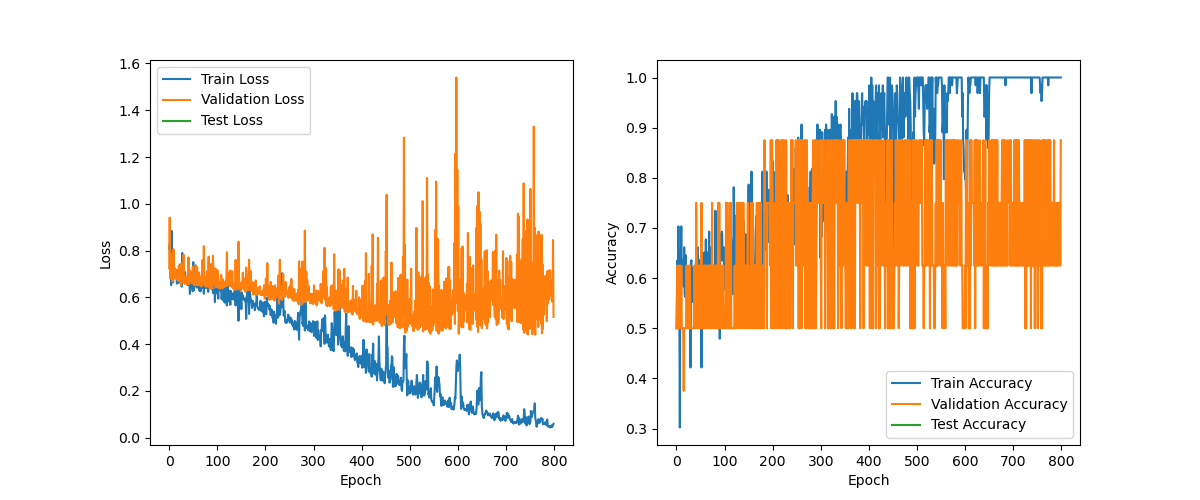 Train Loss
Validation Loss
Test Loss
1.6
1.4
1.2
1.0
0.8
0.6
0.4
0.2
0.0
Loss
0 100 200 300 400 500 600 700 800
Epoch
1.0
0.9
0.8
0.7
0.6
0.5
0.4
0.3
Accuracy
Train Accuracy
Validation Accuracy
Test Accuracy
0 100 200 300 400 500 600 700 800
Epoch